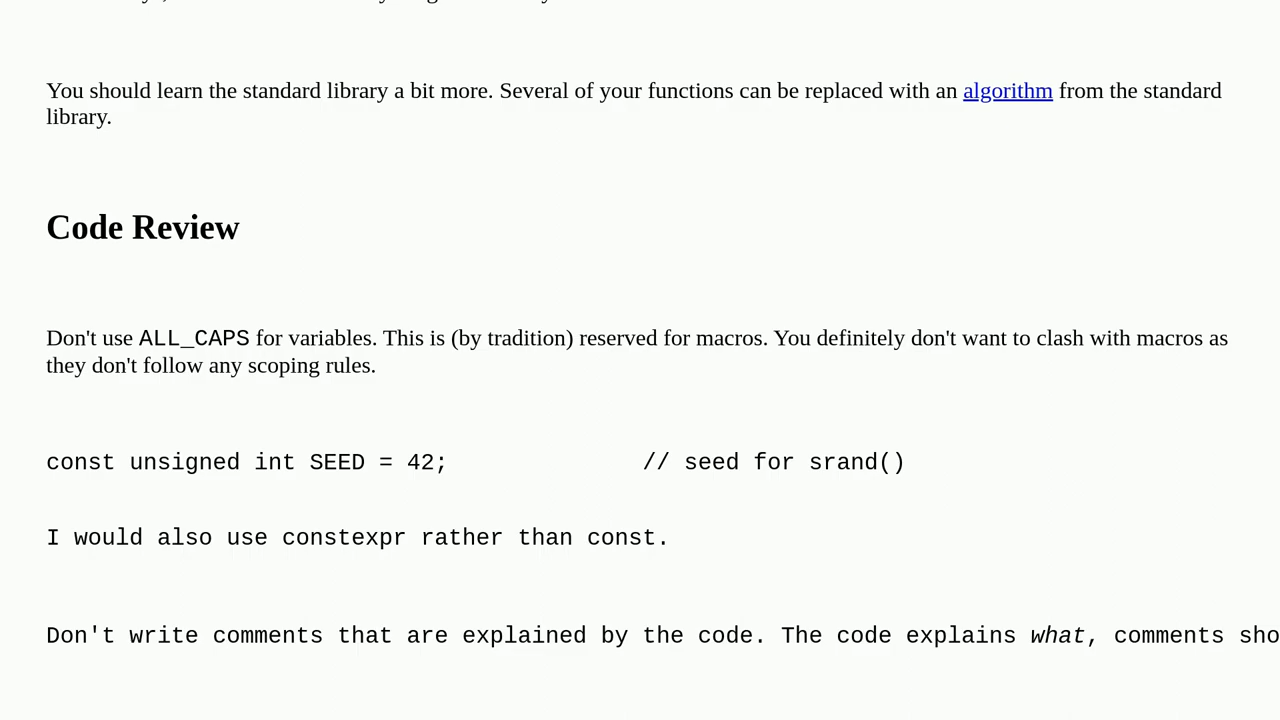 You should learn the standard library a bit more. Several of your functions can be replaced with an algorithm from the standard
library.
Code Review
Don't use ALL_CAPS for variables. This is (by tradition) reserved for macros. You definitely don't want to clash with macros as
they don't follow any scoping rules.
const unsigned int SEED = 42;              // seed for srand()
I would also use constexpr rather than const.
Don't write comments that are explained by the code. The code explains what, comments sho